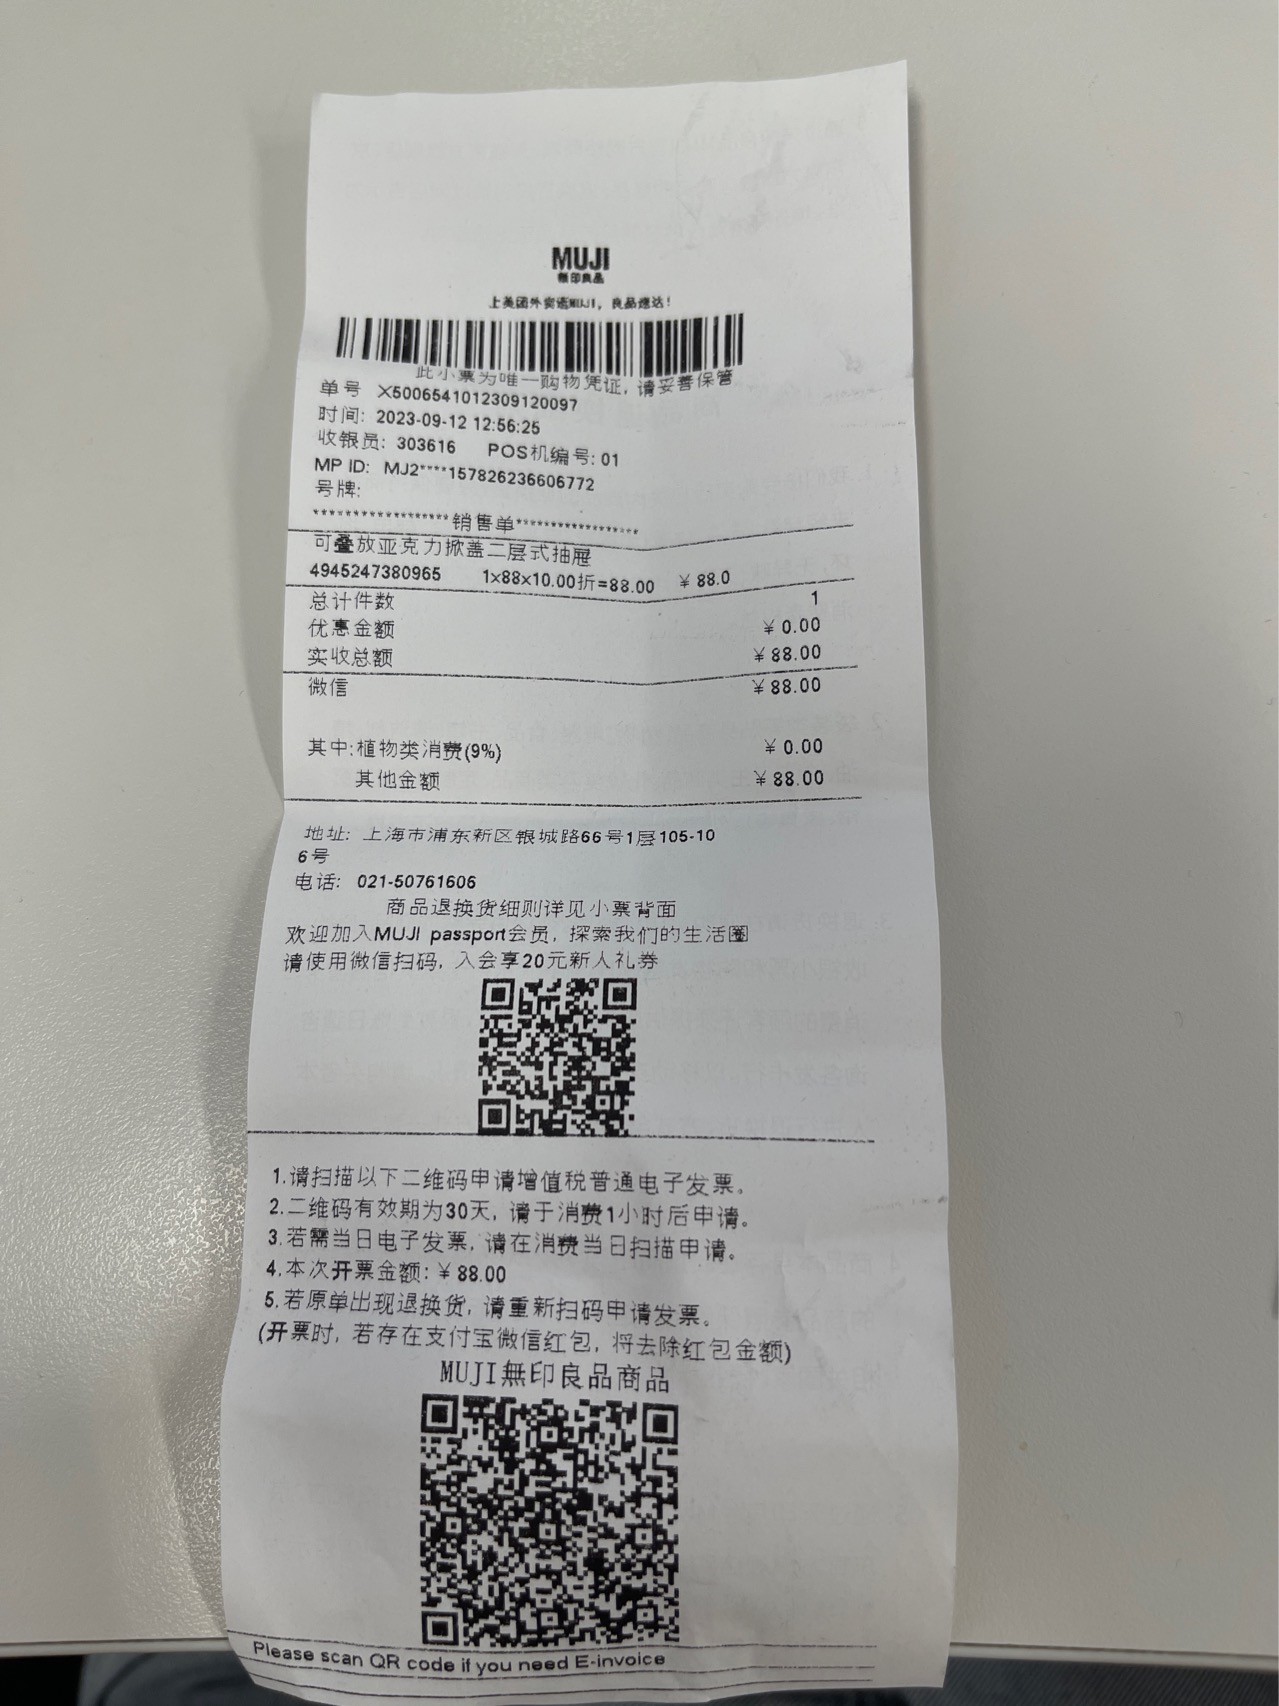 MUJI
無印良品
上美团外卖逛MUJI，良品速达！
此小票为唯一购物凭证，请妥善保管
单号 X5006541012309120097
时间: 2023-09-12 12:56:25
收银员: 303616 POS机编号: 01
MP ID: MJ2****157826236606772
号牌:
******************销售单******************
可叠放亚克力掀盖二层式抽屉
4945247380965 1x88x10.00折=88.00 ￥88.0
总计件数 1
优惠金额 ￥0.00
实收总额 ￥88.00
微信 ￥88.00
其中:植物类消费(9%) ￥0.00
其他金额 ￥88.00
地址: 上海市浦东新区银城路66号1层105-10
6号
电话: 021-50761606
商品退换货细则详见小票背面
欢迎加入MUJI passport会员，探索我们的生活圈
请使用微信扫码，入会享20元新人礼券
1.请扫描以下二维码申请增值税普通电子发票。
2.二维码有效期为30天，请于消费1小时后申请。
3.若需当日电子发票，请在消费当日扫描申请。
4.本次开票金额:￥88.00
5.若原单出现退换货，请重新扫码申请发票。
(开票时，若存在支付宝微信红包，将去除红包金额)
MUJI無印良品商品
Please scan QR code if you need E-invoice